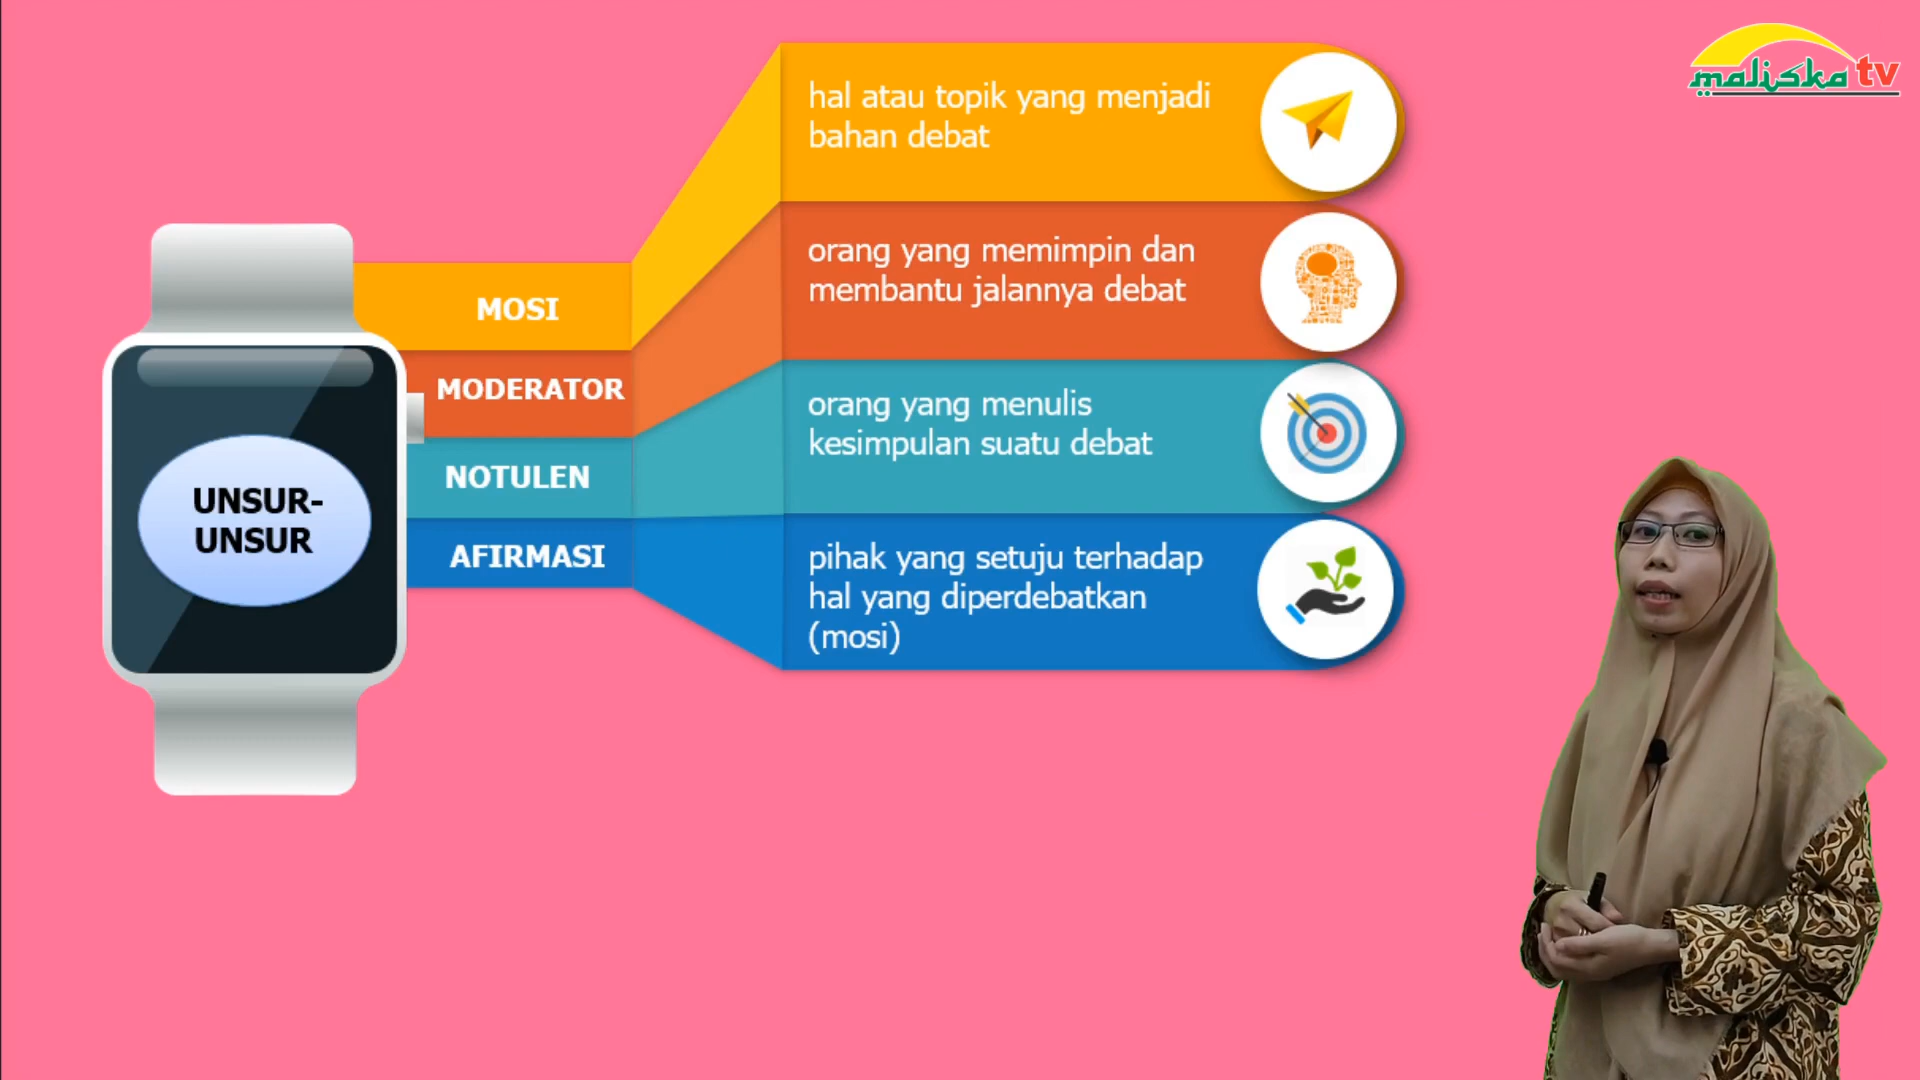 maliska tv
hal atau topik yang menjadi
bahan debat
MOSI
orang yang memimpin dan
membantu jalannya debat
MODERATOR
orang yang menulis
kesimpulan suatu debat
NOTULEN
pihak yang setuju terhadap
hal yang diperdebatkan
(mosi)
AFIRMASI
UNSUR-
UNSUR